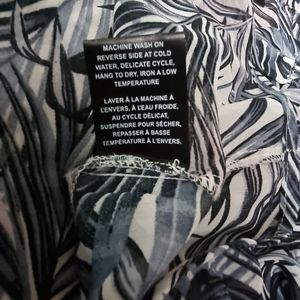 MACHINE WASH ON
REVERSE SIDE AT COLD
WATER, DELICATE CYCLE,
HANG TO DRY, IRON A LOW
TEMPERATURE
LAVER À LA MACHINE À
L'ENVERS, À L'EAU FROIDE,
AU CYCLE DÉLICAT,
SUSPENDRE POUR SÉCHER,
REPASSER À BASSE
TEMPÉRATURE À L'ENVERS.